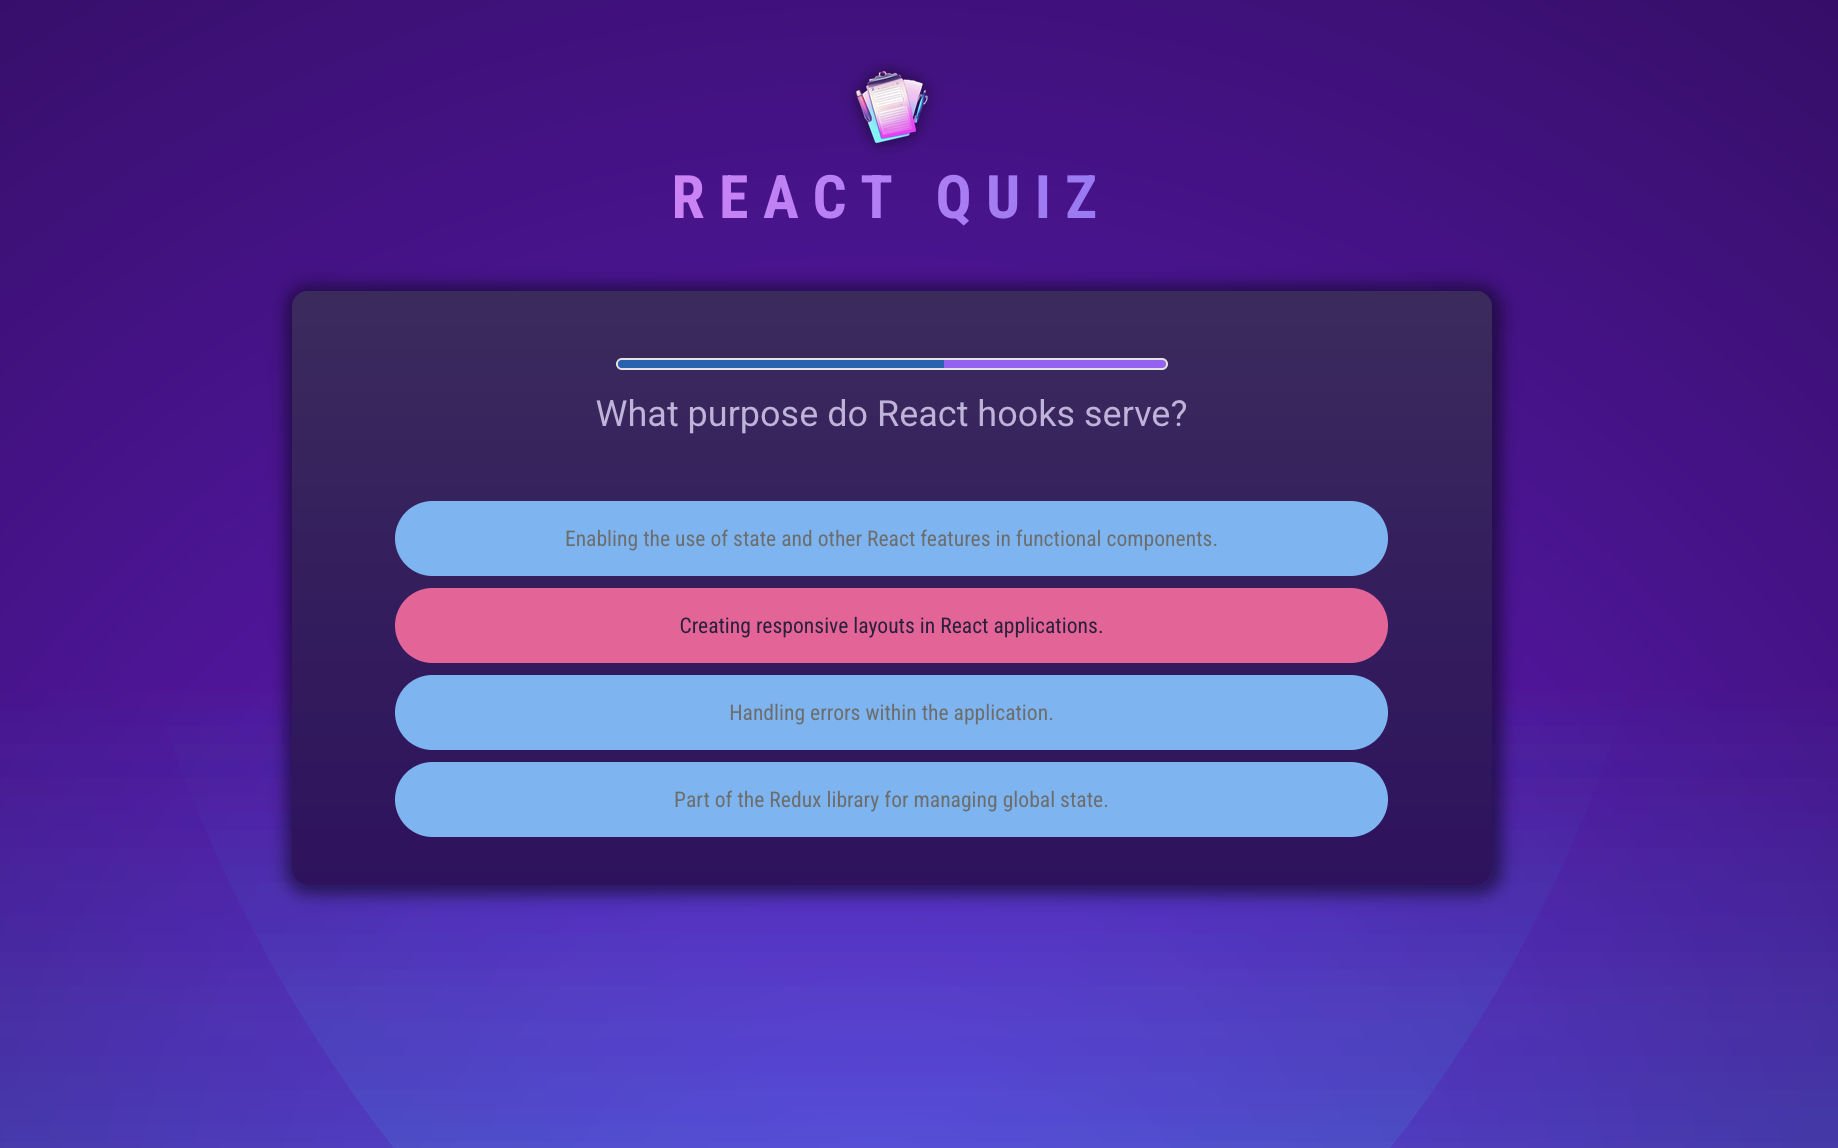 REACT QUIZ
What purpose do React hooks serve?
Enabling the use of state and other React features in functional components.
Creating responsive layouts in React applications.
Handling errors within the application.
Part of the Redux library for managing global state.